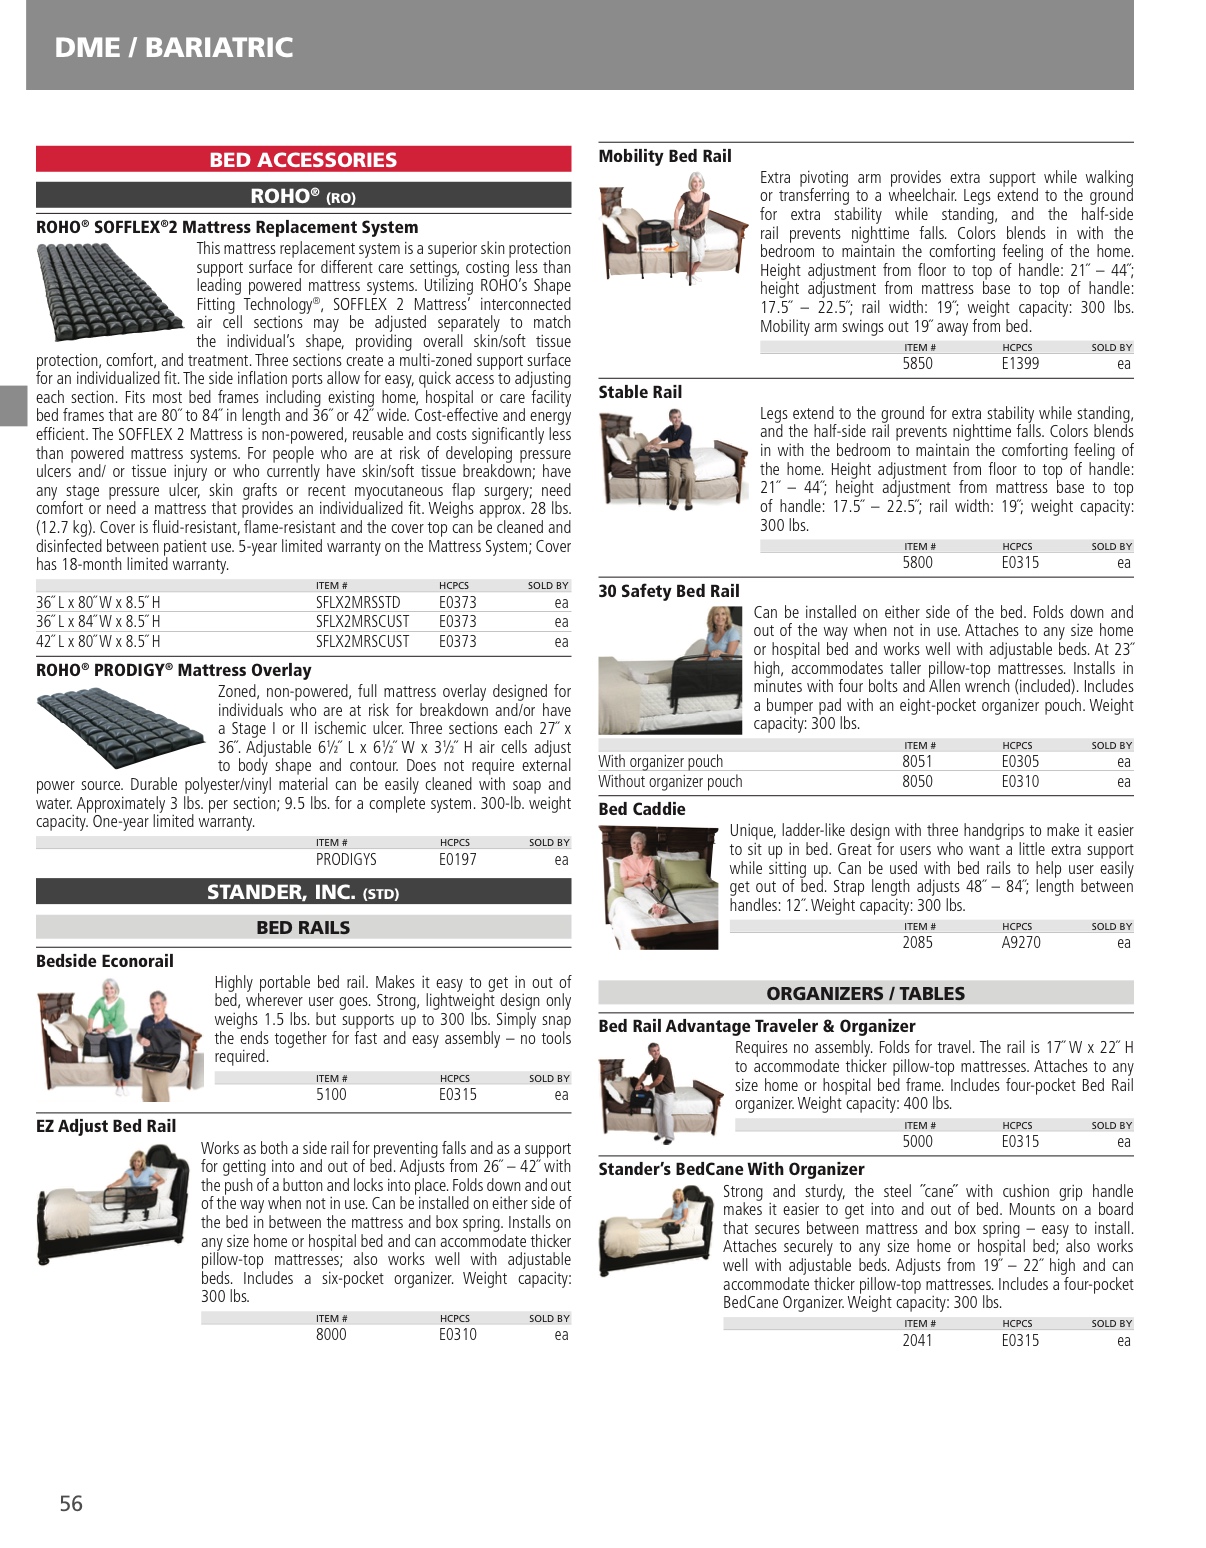 DME / BARIATRIC
BED ACCESSORIES
ROHO® (RO)
ROHO® SOFFLEX®2 Mattress Replacement System
This mattress replacement system is a superior skin protection
support surface for different care settings, costing less than
leading powered mattress systems. Utilizing ROHO’s Shape
Fitting Technology®, SOFFLEX 2 Mattress’ interconnected
air cell sections may be adjusted separately to match
the individual’s shape, providing overall skin/soft tissue
protection, comfort, and treatment. Three sections create a multi-zoned support surface
for an individualized fit. The side inflation ports allow for easy, quick access to adjusting
each section. Fits most bed frames including existing home, hospital or care facility
bed frames that are 80˝ to 84˝ in length and 36˝ or 42˝ wide. Cost-effective and energy
efficient. The SOFFLEX 2 Mattress is non-powered, reusable and costs significantly less
than powered mattress systems. For people who are at risk of developing pressure
ulcers and/ or tissue injury or who currently have skin/soft tissue breakdown; have
any stage pressure ulcer, skin grafts or recent myocutaneous flap surgery; need
comfort or need a mattress that provides an individualized fit. Weighs approx. 28 lbs.
(12.7 kg). Cover is fluid-resistant, flame-resistant and the cover top can be cleaned and
disinfected between patient use. 5-year limited warranty on the Mattress System; Cover
has 18-month limited warranty.
ITEM # HCPCS SOLD BY
36˝ L x 80˝ W x 8.5˝ H SFLX2MRSSTD E0373 ea
36˝ L x 84˝ W x 8.5˝ H SFLX2MRSCUST E0373 ea
42˝ L x 80˝ W x 8.5˝ H SFLX2MRSCUST E0373 ea
ROHO® PRODIGY® Mattress Overlay
Zoned, non-powered, full mattress overlay designed for
individuals who are at risk for breakdown and/or have
a Stage I or II ischemic ulcer. Three sections each 27˝ x
36˝. Adjustable 6½˝ L x 6½˝ W x 3½˝ H air cells adjust
to body shape and contour. Does not require external
power source. Durable polyester/vinyl material can be easily cleaned with soap and
water. Approximately 3 lbs. per section; 9.5 lbs. for a complete system. 300-lb. weight
capacity. One-year limited warranty.
ITEM # HCPCS SOLD BY
PRODIGYS E0197 ea
STANDER, INC. (STD)
BED RAILS
Bedside Econorail
Highly portable bed rail. Makes it easy to get in out of
bed, wherever user goes. Strong, lightweight design only
weighs 1.5 lbs. but supports up to 300 lbs. Simply snap
the ends together for fast and easy assembly – no tools
required.
ITEM # HCPCS SOLD BY
5100 E0315 ea
EZ Adjust Bed Rail
Works as both a side rail for preventing falls and as a support
for getting into and out of bed. Adjusts from 26˝ – 42˝ with
the push of a button and locks into place. Folds down and out
of the way when not in use. Can be installed on either side of
the bed in between the mattress and box spring. Installs on
any size home or hospital bed and can accommodate thicker
pillow-top mattresses; also works well with adjustable
beds. Includes a six-pocket organizer. Weight capacity:
300 lbs.
ITEM # HCPCS SOLD BY
8000 E0310 ea
Mobility Bed Rail
Extra pivoting arm provides extra support while walking
or transferring to a wheelchair. Legs extend to the ground
for extra stability while standing, and the half-side
rail prevents nighttime falls. Colors blends in with the
bedroom to maintain the comforting feeling of the home.
Height adjustment from floor to top of handle: 21˝ – 44˝;
height adjustment from mattress base to top of handle:
17.5˝ – 22.5˝; rail width: 19˝; weight capacity: 300 lbs.
Mobility arm swings out 19˝ away from bed.
ITEM # HCPCS SOLD BY
5850 E1399 ea
Stable Rail
Legs extend to the ground for extra stability while standing,
and the half-side rail prevents nighttime falls. Colors blends
in with the bedroom to maintain the comforting feeling of
the home. Height adjustment from floor to top of handle:
21˝ – 44˝; height adjustment from mattress base to top
of handle: 17.5˝ – 22.5˝; rail width: 19˝; weight capacity:
300 lbs.
ITEM # HCPCS SOLD BY
5800 E0315 ea
30 Safety Bed Rail
Can be installed on either side of the bed. Folds down and
out of the way when not in use. Attaches to any size home
or hospital bed and works well with adjustable beds. At 23˝
high, accommodates taller pillow-top mattresses. Installs in
minutes with four bolts and Allen wrench (included). Includes
a bumper pad with an eight-pocket organizer pouch. Weight
capacity: 300 lbs.
ITEM # HCPCS SOLD BY
With organizer pouch 8051 E0305 ea
Without organizer pouch 8050 E0310 ea
Bed Caddie
Unique, ladder-like design with three handgrips to make it easier
to sit up in bed. Great for users who want a little extra support
while sitting up. Can be used with bed rails to help user easily
get out of bed. Strap length adjusts 48˝ – 84˝; length between
handles: 12˝. Weight capacity: 300 lbs.
ITEM # HCPCS SOLD BY
2085 A9270 ea
ORGANIZERS / TABLES
Bed Rail Advantage Traveler & Organizer
Requires no assembly. Folds for travel. The rail is 17˝ W x 22˝ H
to accommodate thicker pillow-top mattresses. Attaches to any
size home or hospital bed frame. Includes four-pocket Bed Rail
organizer. Weight capacity: 400 lbs.
ITEM # HCPCS SOLD BY
5000 E0315 ea
Stander’s BedCane With Organizer
Strong and sturdy, the steel ˝cane˝ with cushion grip handle
makes it easier to get into and out of bed. Mounts on a board
that secures between mattress and box spring – easy to install.
Attaches securely to any size home or hospital bed; also works
well with adjustable beds. Adjusts from 19˝ – 22˝ high and can
accommodate thicker pillow-top mattresses. Includes a four-pocket
BedCane Organizer. Weight capacity: 300 lbs.
ITEM # HCPCS SOLD BY
2041 E0315 ea
56